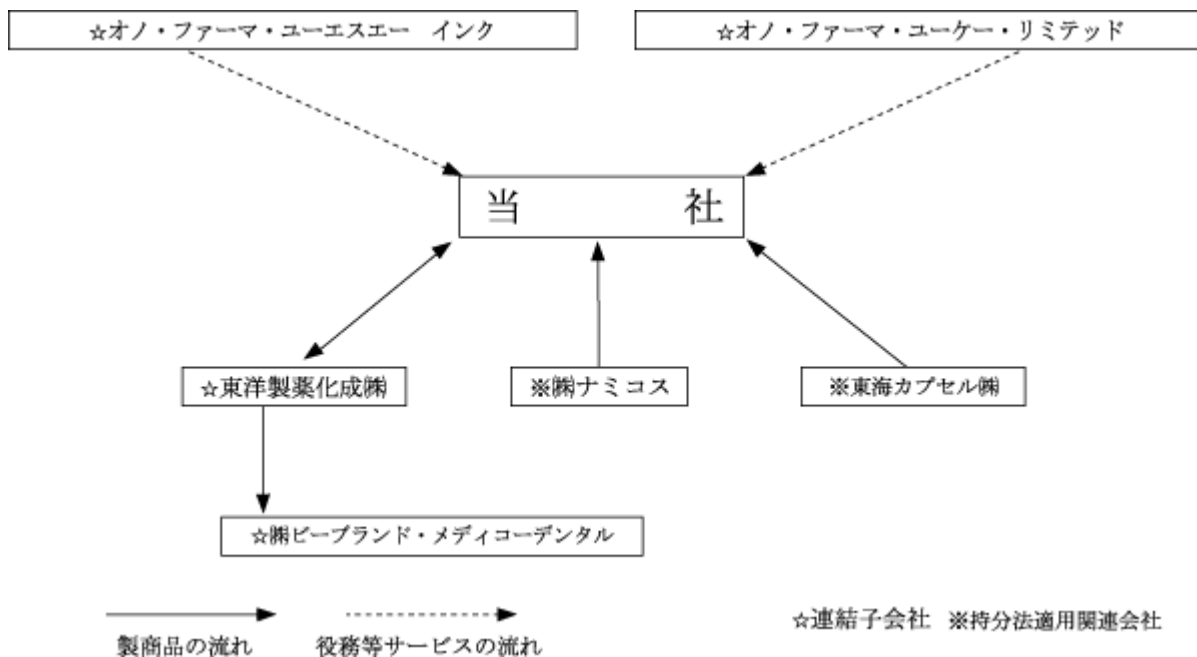 ☆オノ・ファーマ・ユーエスエー　インク
☆オノ・ファーマ・ユーケー・リミテッド
当　　　　社
☆東洋製薬化成㈱
※㈱ナミコス
※東海カプセル㈱
☆㈱ビーブランド・メディコーデンタル
製商品の流れ
役務等サービスの流れ
☆連結子会社　※持分法適用関連会社